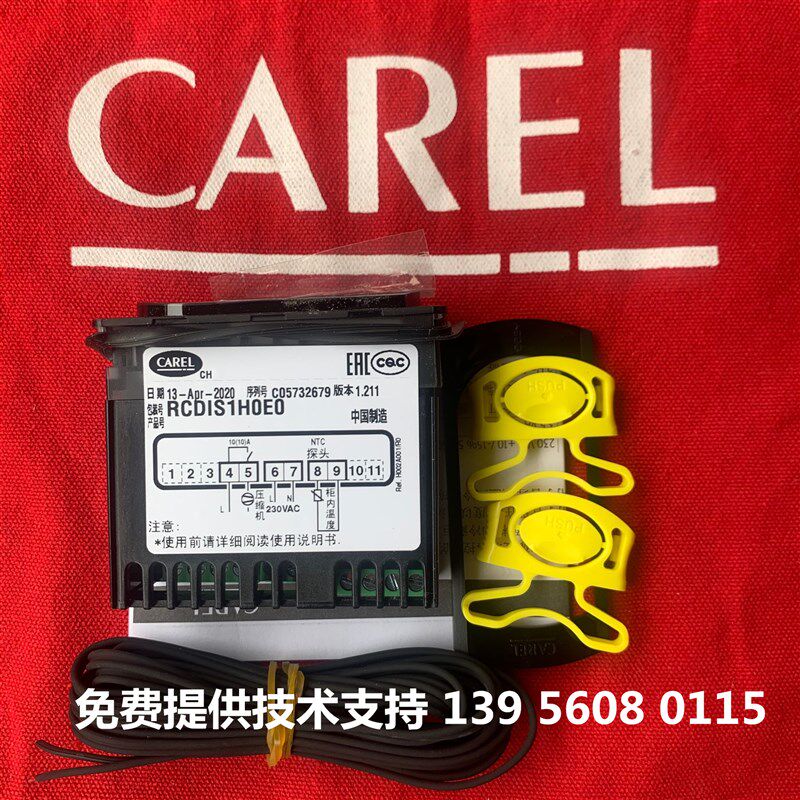 CAREL
CAREL CH
EAC CQC
日期 13-Apr-2020 序列号 C05732679 版本 1.211
包装号
产品号 RCDIS1H0E0
中国制造
10(10)A NTC
探头
1 2 3 4 5 6 7 8 9 10 11
L 压缩机 L N 230VAC 柜内温度
Ref. H002A001IR0
注意:
*使用前请详细阅读使用说明书.
PUSH
PUSH
CAREL
CAREL
免费提供技术支持 139 5608 0115